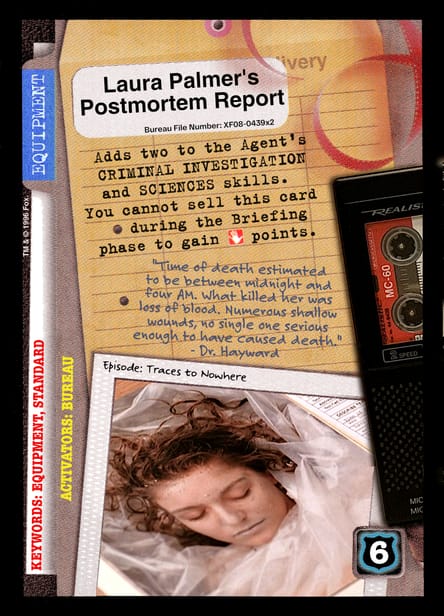 Delivery
Laura Palmer's
Postmortem Report
Bureau File Number: XF08-0439x2
Adds two to the Agent's
CRIMINAL INVESTIGATION
and SCIENCES skills.
You cannot sell this card
during the Briefing
phase to gain points.
"Time of death estimated
to be between midnight and
four AM. What killed her was
loss of blood. Numerous shallow
wounds, no single one serious
enough to have caused death."
- Dr. Hayward
Episode: Traces to Nowhere
EQUIPMENT
TM & © 1996 Fox.
KEYWORDS: EQUIPMENT, STANDARD
ACTIVATORS: BUREAU
REALIS
MC-60
2 SPEED
MIC
MIC
6